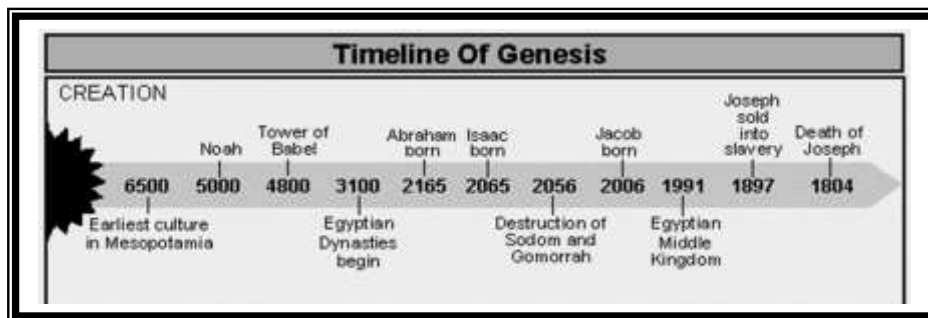 Timeline Of Genesis
CREATION
Noah
Tower of
Babel
Abraham
born
Isaac
born
Jacob
born
Joseph
sold
into
slavery
Death of
Joseph
6500 5000 4800 3100 2165 2065 2056 2006 1991 1897 1804
Earliest culture
in Mesopotamia
Egyptian
Dynasties
begin
Destruction of
Sodom and
Gomorrah
Egyptian
Middle
Kingdom